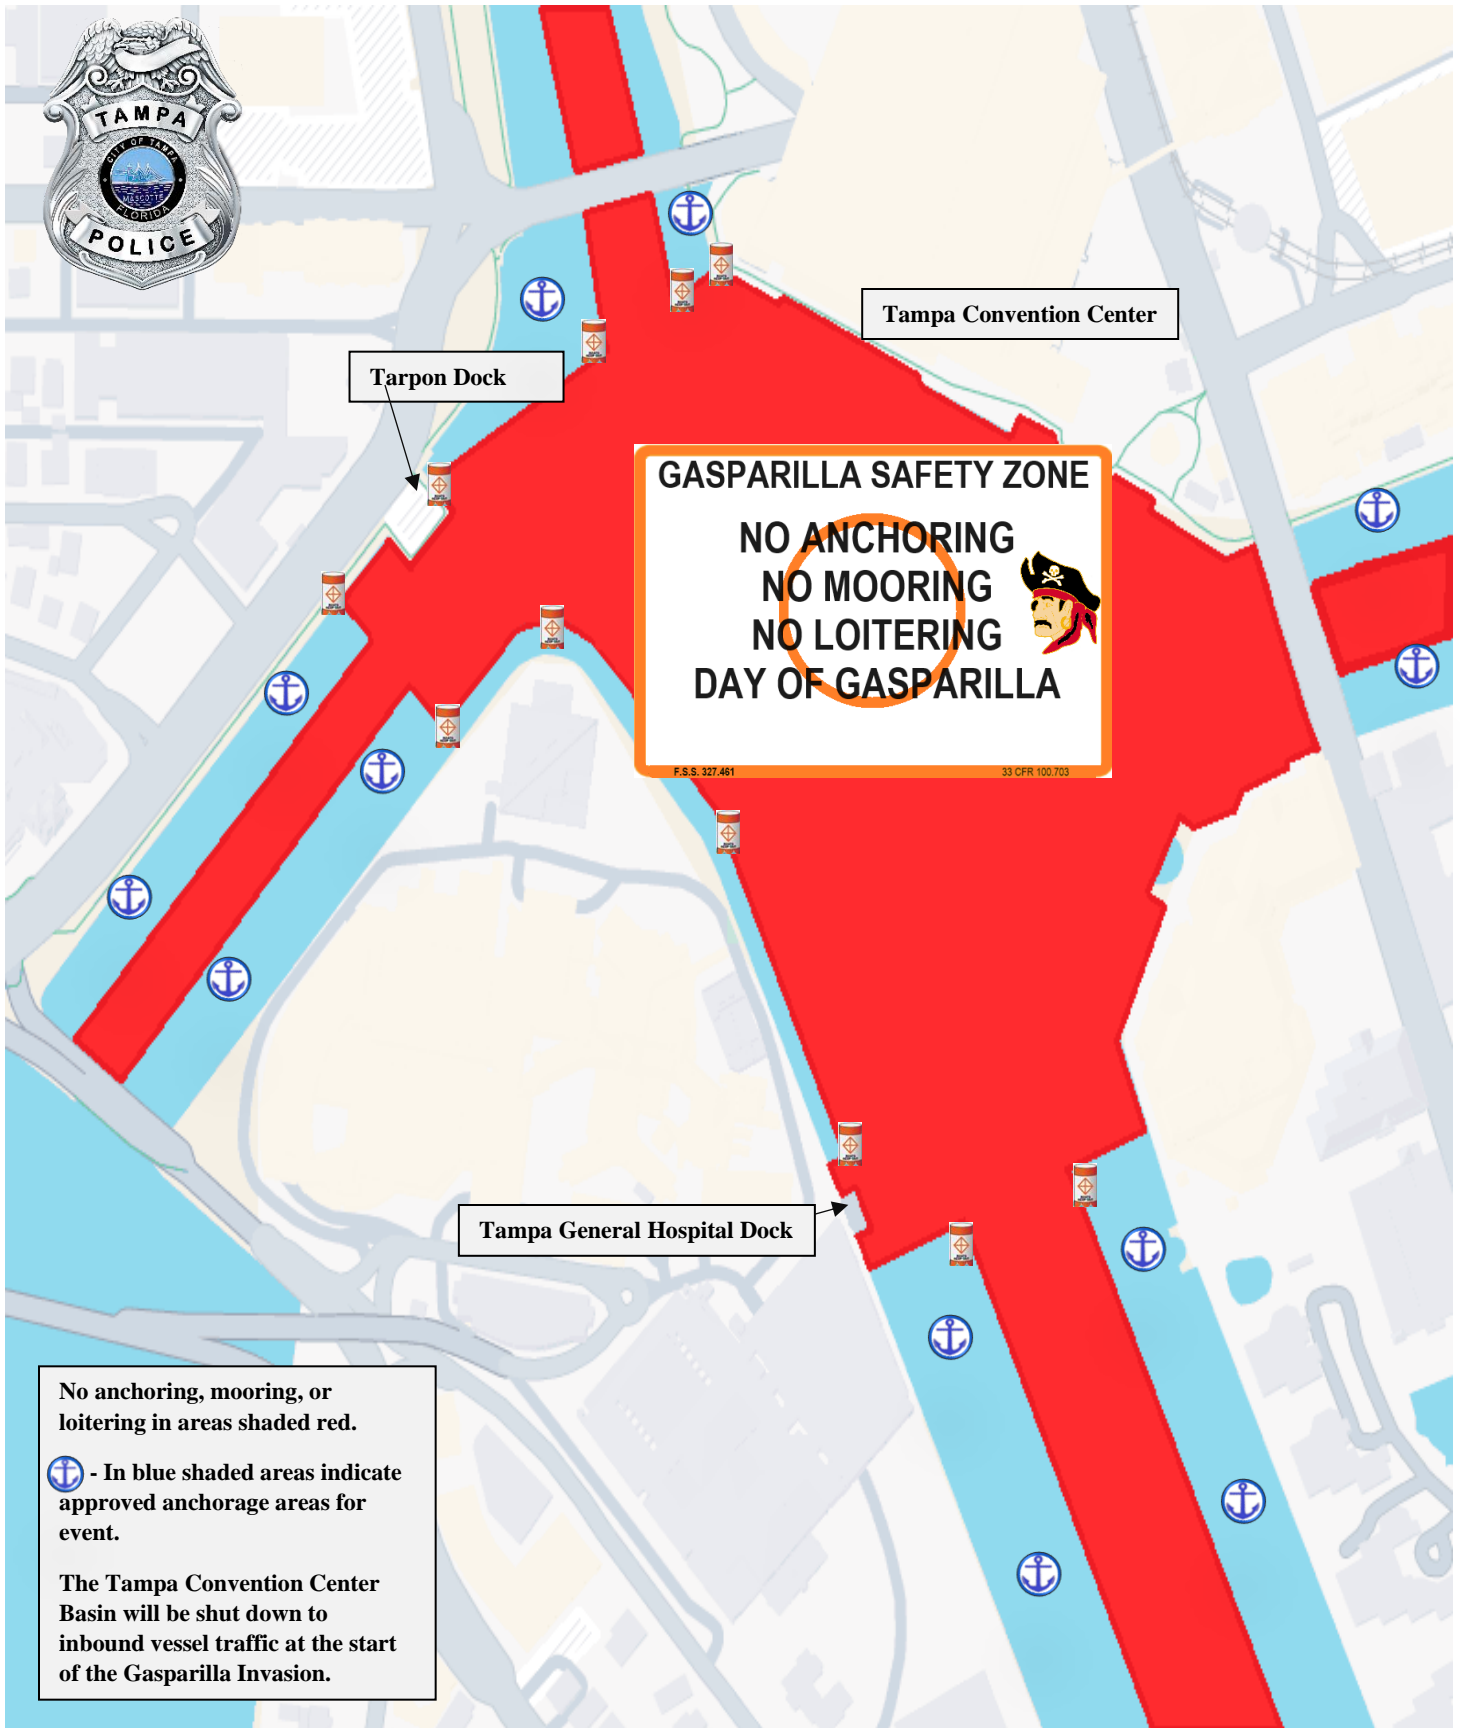 TAMPA
CITY OF TAMPA
MASCOTTE
FLORIDA
POLICE
Tampa Convention Center
Tarpon Dock
GASPARILLA SAFETY ZONE
NO ANCHORING
NO MOORING
NO LOITERING
DAY OF GASPARILLA
F.S.S. 327.461
33 CFR 100.703
Tampa General Hospital Dock
No anchoring, mooring, or
loitering in areas shaded red.
- In blue shaded areas indicate
approved anchorage areas for
event.
The Tampa Convention Center
Basin will be shut down to
inbound vessel traffic at the start
of the Gasparilla Invasion.